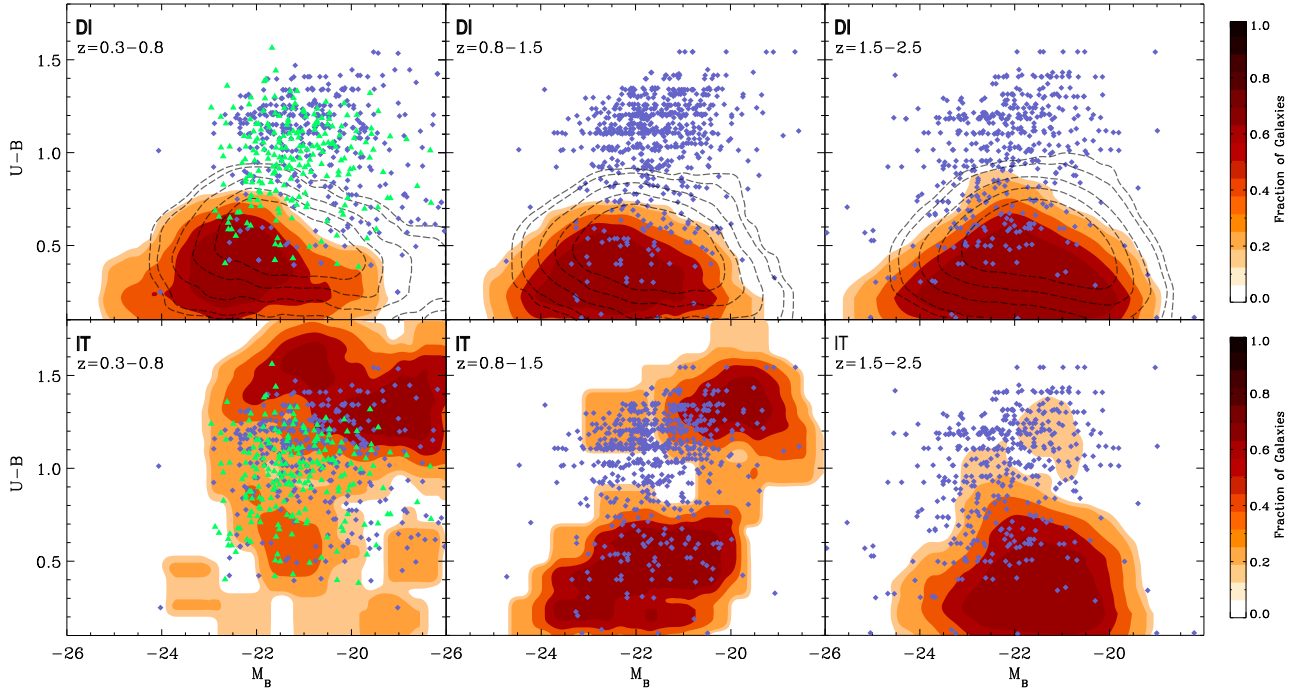 DI
z=0.3−0.8
DI
z=0.8−1.5
DI
z=1.5−2.5
1.5
1.0
0.5
U−B
1.0
0.8
0.6
0.4
0.2
0.0
Fraction of Galaxies
IT
z=0.3−0.8
IT
z=0.8−1.5
IT
z=1.5−2.5
1.5
1.0
0.5
U−B
1.0
0.8
0.6
0.4
0.2
0.0
Fraction of Galaxies
−26 −24 −22 −20 −26 −24 −22 −20 −26 −24 −22 −20
M_B M_B M_B